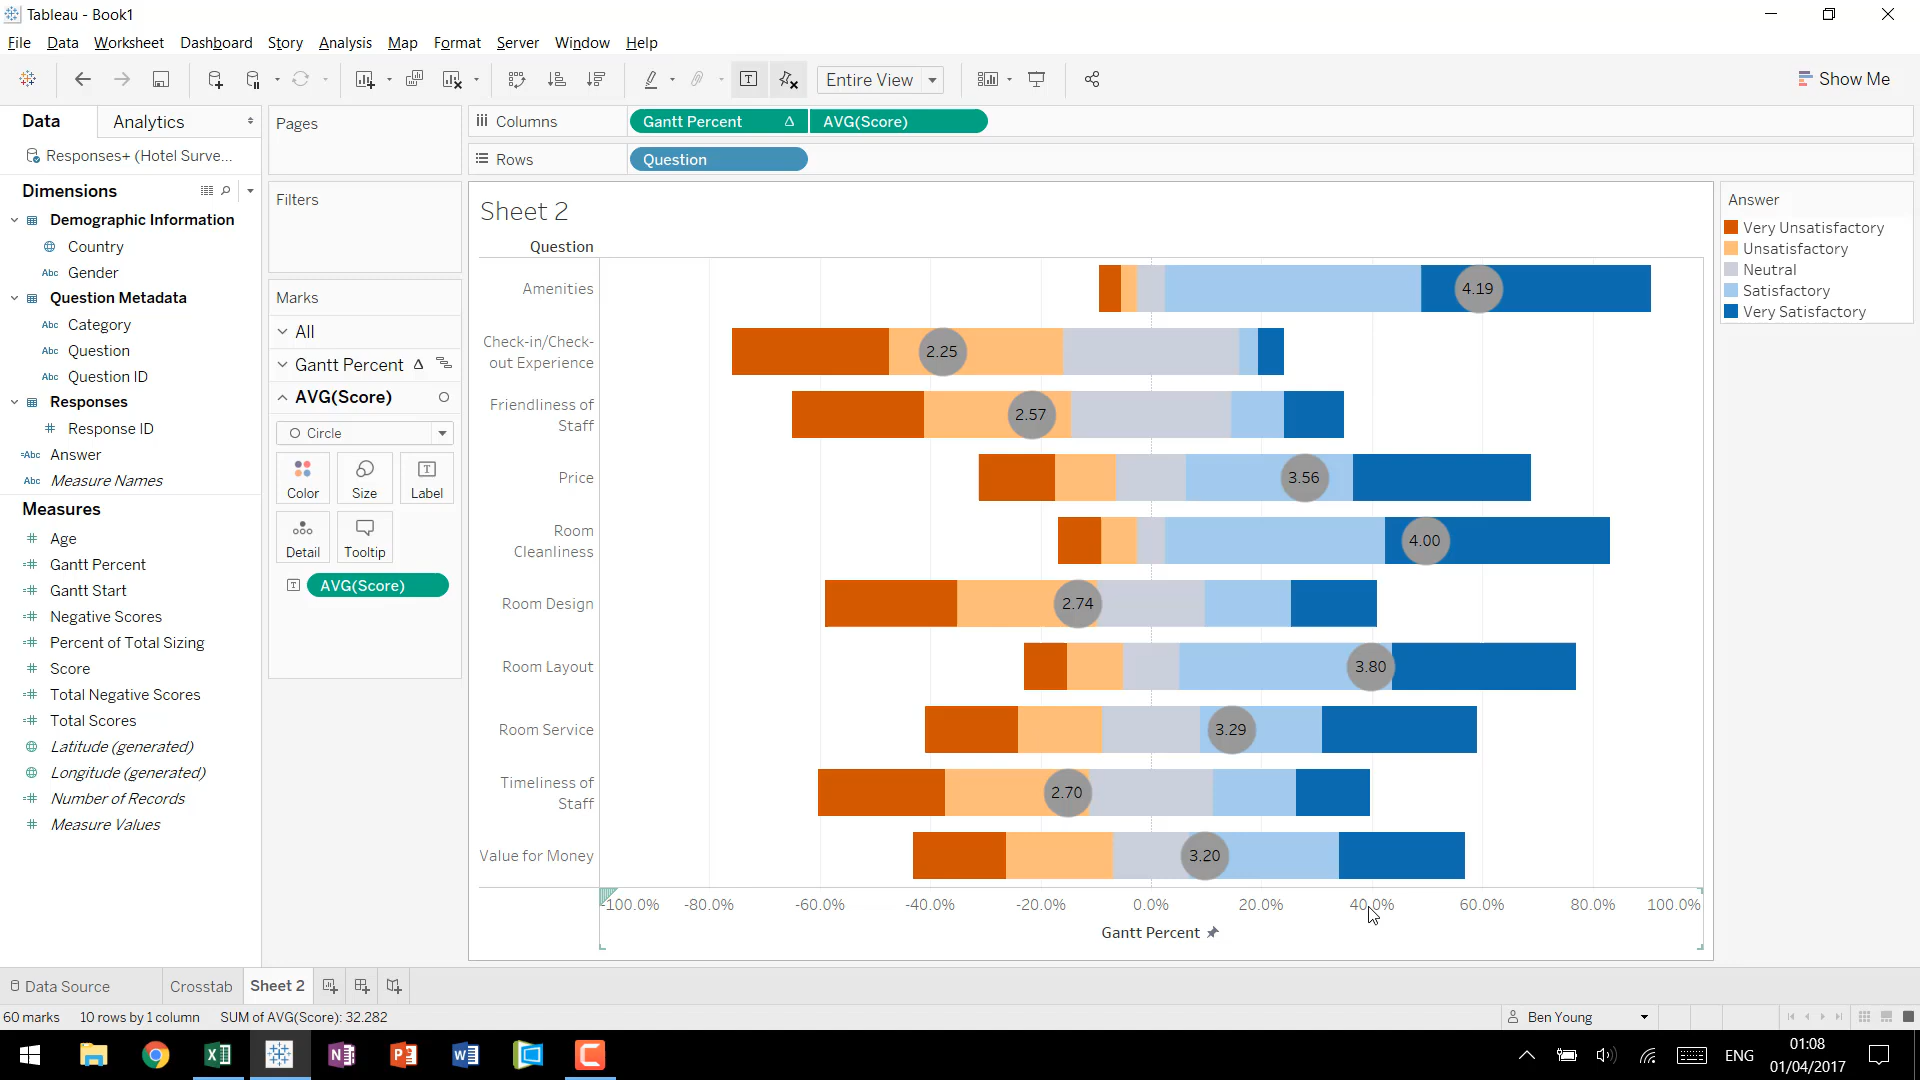 Tableau - Book1
File Data Worksheet Dashboard Story Analysis Map Format Server Window Help
Entire View
Show Me
Data Analytics
Responses+ (Hotel Surve...
Dimensions
Demographic Information
Country
Abc Gender
Question Metadata
Abc Category
Abc Question
Abc Question ID
Responses
# Response ID
=Abc Answer
Abc Measure Names
Measures
# Age
=# Gantt Percent
=# Gantt Start
=# Negative Scores
=# Percent of Total Sizing
# Score
=# Total Negative Scores
=# Total Scores
Latitude (generated)
Longitude (generated)
=# Number of Records
# Measure Values
Pages
Filters
Marks
All
Gantt Percent Δ
AVG(Score)
Circle
Color Size Label
Detail Tooltip
AVG(Score)
Columns Gantt Percent Δ AVG(Score)
Rows Question
Sheet 2
Question
Amenities 4.19
Check-in/Check-
out Experience 2.25
Friendliness of
Staff 2.57
Price 3.56
Room
Cleanliness 4.00
Room Design 2.74
Room Layout 3.80
Room Service 3.29
Timeliness of
Staff 2.70
Value for Money 3.20
-100.0% -80.0% -60.0% -40.0% -20.0% 0.0% 20.0% 40.0% 60.0% 80.0% 100.0%
Gantt Percent
Answer
Very Unsatisfactory
Unsatisfactory
Neutral
Satisfactory
Very Satisfactory
Data Source Crosstab Sheet 2
60 marks 10 rows by 1 column SUM of AVG(Score): 32.282
Ben Young
ENG
01:08
01/04/2017